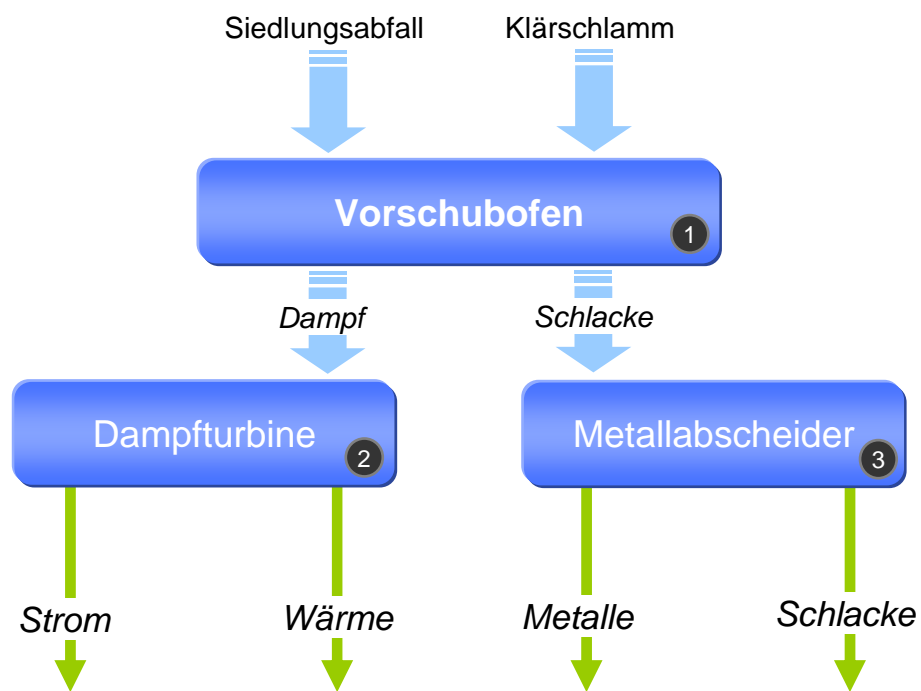 Siedlungsabfall Klärschlamm
Vorschubofen
1
Dampf Schlacke
Dampfturbine
2
Metallabscheider
3
Strom Wärme Metalle Schlacke